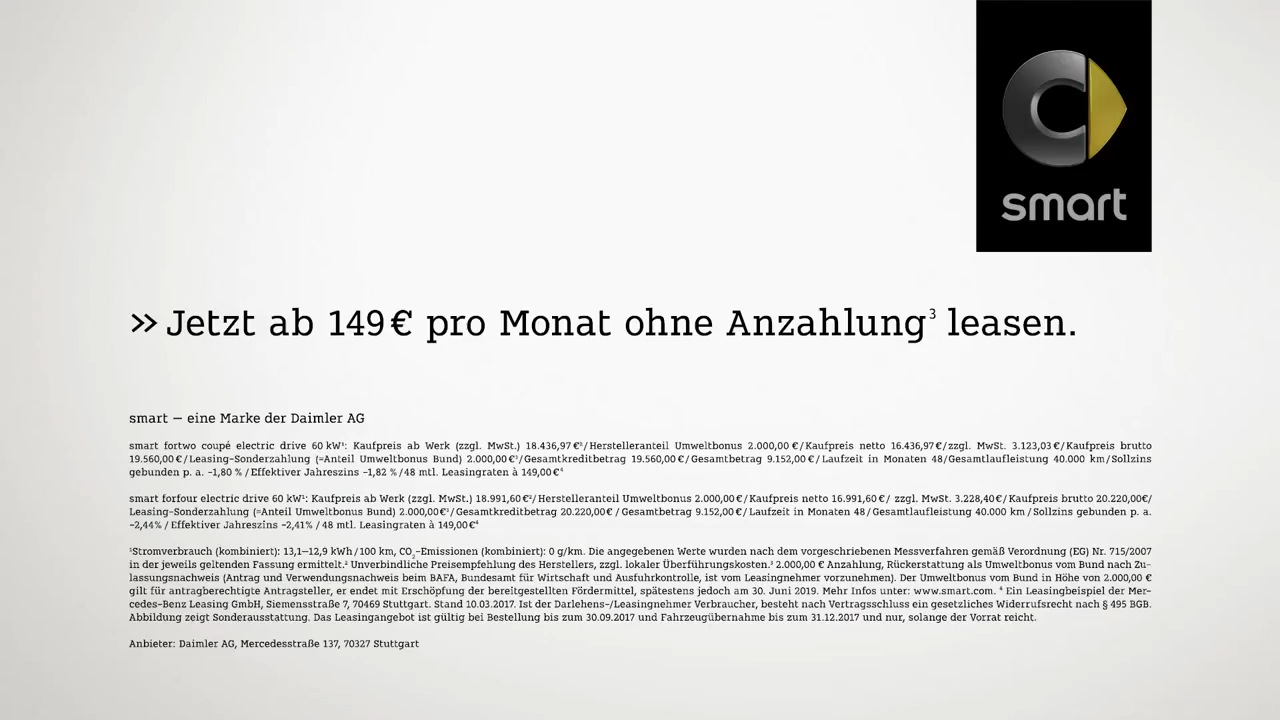 smart
» Jetzt ab 149 € pro Monat ohne Anzahlung³ leasen.
smart – eine Marke der Daimler AG
smart fortwo coupé electric drive 60 kW¹: Kaufpreis ab Werk (zzgl. MwSt.) 18.436,97 €²/Herstelleranteil Umweltbonus 2.000,00 €/Kaufpreis netto 16.436,97 €/zzgl. MwSt. 3.123,03 €/Kaufpreis brutto
19.560,00 €/Leasing-Sonderzahlung (=Anteil Umweltbonus Bund) 2.000,00 €³/Gesamtkreditbetrag 19.560,00 €/Gesamtbetrag 9.152,00 €/Laufzeit in Monaten 48/Gesamtlaufleistung 40.000 km/Sollzins
gebunden p. a. -1,80 % / Effektiver Jahreszins -1,82 % / 48 mtl. Leasingraten à 149,00 €⁴
smart forfour electric drive 60 kW¹: Kaufpreis ab Werk (zzgl. MwSt.) 18.991,60 €²/Herstelleranteil Umweltbonus 2.000,00 €/Kaufpreis netto 16.991,60 €/ zzgl. MwSt. 3.228,40 €/Kaufpreis brutto 20.220,00€/
Leasing-Sonderzahlung (=Anteil Umweltbonus Bund) 2.000,00 €³/Gesamtkreditbetrag 20.220,00 €/ Gesamtbetrag 9.152,00 €/Laufzeit in Monaten 48/Gesamtlaufleistung 40.000 km/Sollzins gebunden p. a.
-2,44% / Effektiver Jahreszins -2,41% / 48 mtl. Leasingraten à 149,00 €⁴
¹Stromverbrauch (kombiniert): 13,1–12,9 kWh/100 km, CO₂-Emissionen (kombiniert): 0 g/km. Die angegebenen Werte wurden nach dem vorgeschriebenen Messverfahren gemäß Verordnung (EG) Nr. 715/2007
in der jeweils geltenden Fassung ermittelt.² Unverbindliche Preisempfehlung des Herstellers, zzgl. lokaler Überführungskosten.³ 2.000,00 € Anzahlung, Rückerstattung als Umweltbonus vom Bund nach Zu-
lassungsnachweis (Antrag und Verwendungsnachweis beim BAFA, Bundesamt für Wirtschaft und Ausfuhrkontrolle, ist vom Leasingnehmer vorzunehmen). Der Umweltbonus vom Bund in Höhe von 2.000,00 €
gilt für antragberechtigte Antragsteller, er endet mit Erschöpfung der bereitgestellten Fördermittel, spätestens jedoch am 30. Juni 2019. Mehr Infos unter: www.smart.com. ⁴ Ein Leasingbeispiel der Mer-
cedes-Benz Leasing GmbH, Siemensstraße 7, 70469 Stuttgart. Stand 10.03.2017. Ist der Darlehens-/Leasingnehmer Verbraucher, besteht nach Vertragsschluss ein gesetzliches Widerrufsrecht nach § 495 BGB.
Abbildung zeigt Sonderausstattung. Das Leasingangebot ist gültig bei Bestellung bis zum 30.09.2017 und Fahrzeugübernahme bis zum 31.12.2017 und nur, solange der Vorrat reicht.
Anbieter: Daimler AG, Mercedesstraße 137, 70327 Stuttgart